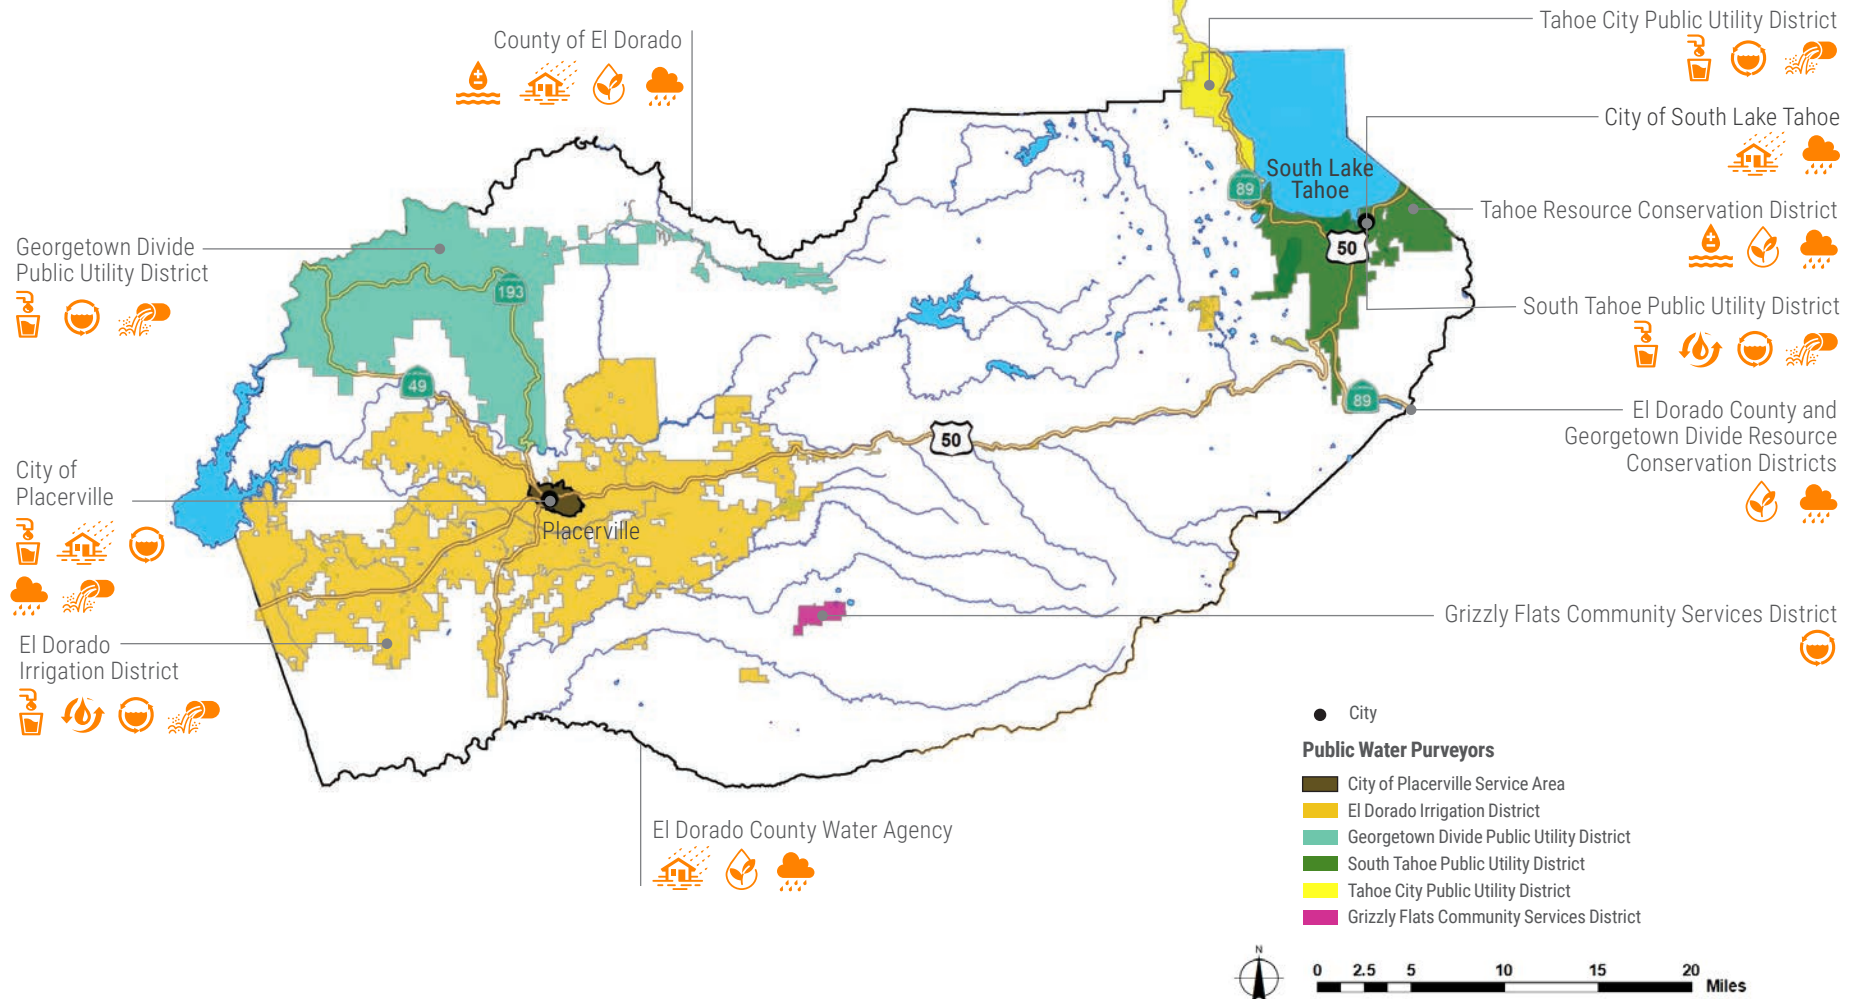 County of El Dorado
Tahoe City Public Utility District
City of South Lake Tahoe
South Lake
Tahoe
89
Tahoe Resource Conservation District
50
Georgetown Divide
Public Utility District
193
South Tahoe Public Utility District
49
89
El Dorado County and
Georgetown Divide Resource
Conservation Districts
50
City of
Placerville
Placerville
Grizzly Flats Community Services District
El Dorado
Irrigation District
El Dorado County Water Agency
City
Public Water Purveyors
City of Placerville Service Area
El Dorado Irrigation District
Georgetown Divide Public Utility District
South Tahoe Public Utility District
Tahoe City Public Utility District
Grizzly Flats Community Services District
N
0 2.5 5 10 15 20
Miles